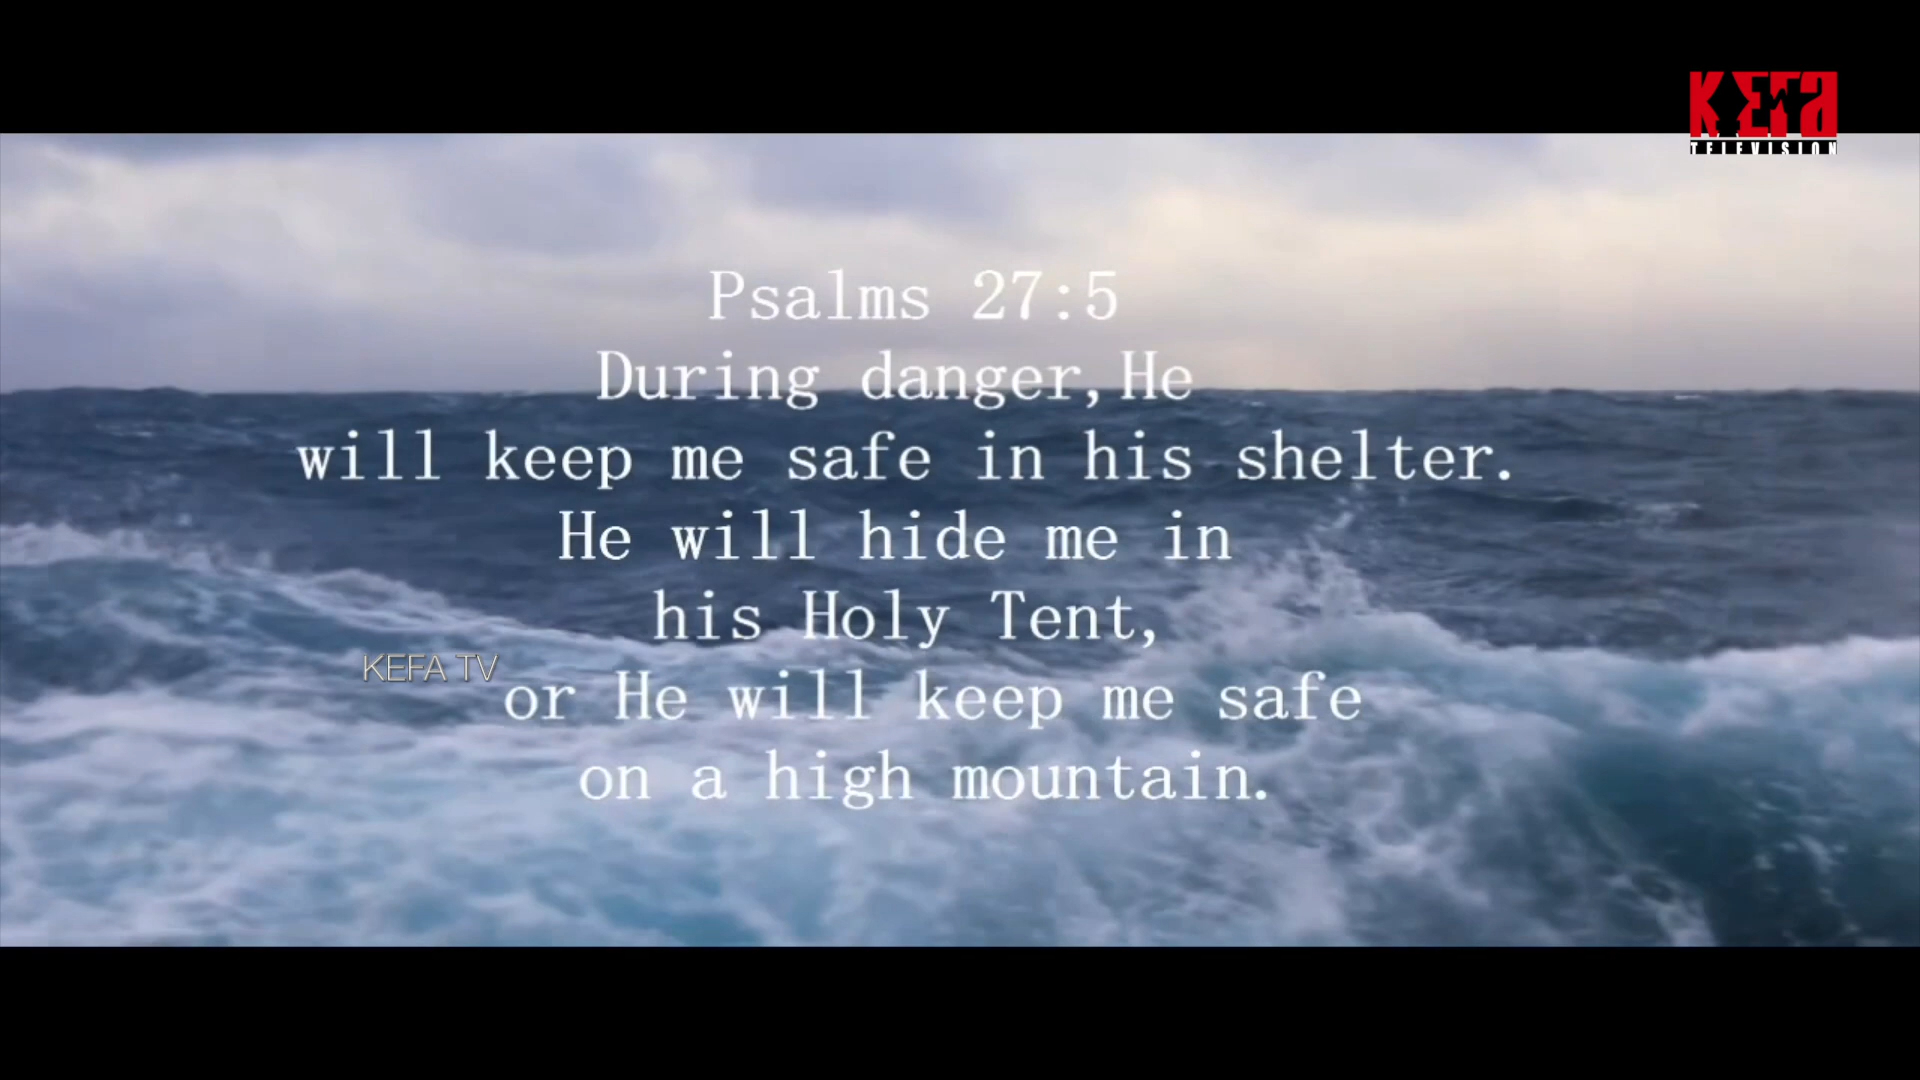 KEFA
TELEVISION
Psalms 27:5
During danger,He
will keep me safe in his shelter.
He will hide me in
his Holy Tent,
KEFA TV
or He will keep me safe
on a high mountain.